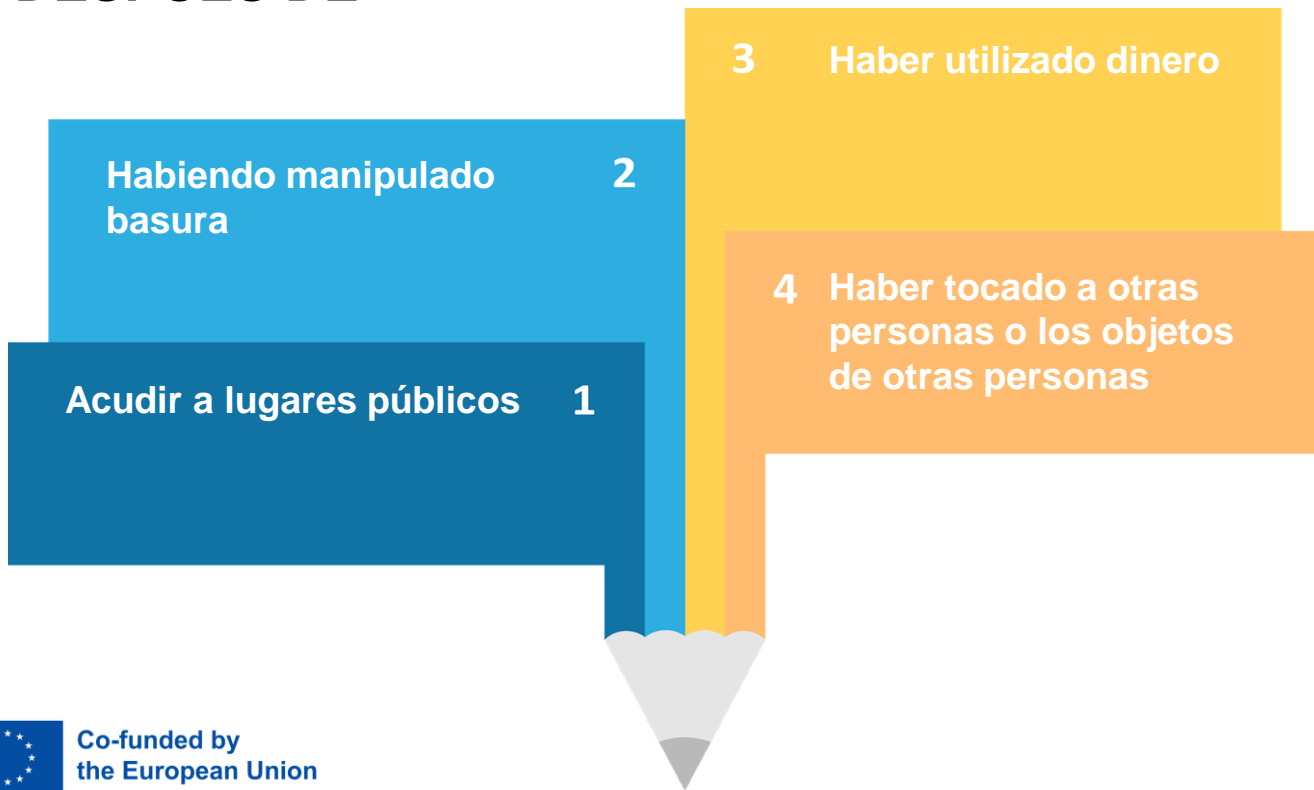 3 Haber utilizado dinero
Habiendo manipulado 2
basura
4 Haber tocado a otras
personas o los objetos
de otras personas
Acudir a lugares públicos 1
Co-funded by
the European Union